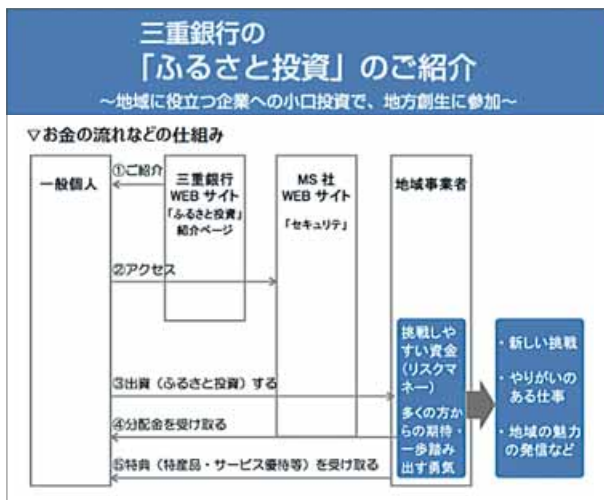 三重銀行の
「ふるさと投資」のご紹介
～地域に役立つ企業への小口投資で、地方創生に参加～
▽お金の流れなどの仕組み
一般個人
①ご紹介
三重銀行
WEB サイト
「ふるさと投資」
紹介ページ
MS 社
WEB サイト
「セキュリテ」
地域事業者
②アクセス
③出資（ふるさと投資）する
④分配金を受け取る
⑤特典（特産品・サービス優待等）を受け取る
挑戦しや
すい資金
(リスクマ
ネー)
多くの方か
らの期待・
一歩踏み
出す勇気
・新しい挑戦
・やりがいの
ある仕事
・地域の魅力
の発信など